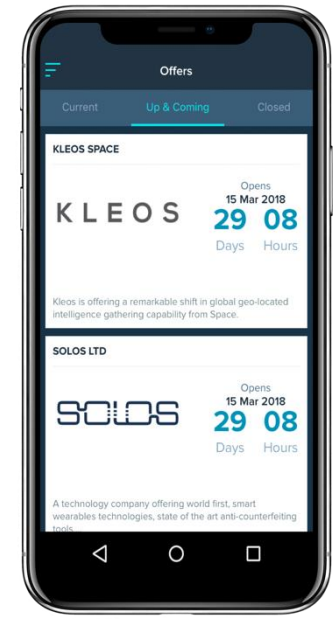 Offers
Current Up & Coming Closed
KLEOS SPACE
KLEOS
Opens
15 Mar 2018
29 08
Days Hours
Kleos is offering a remarkable shift in global geo-located
intelligence gathering capability from Space.
SOLOS LTD
SOLOS
Opens
15 Mar 2018
29 08
Days Hours
A technology company offering world first, smart
wearables technologies, state of the art anti-counterfeiting
tools ...